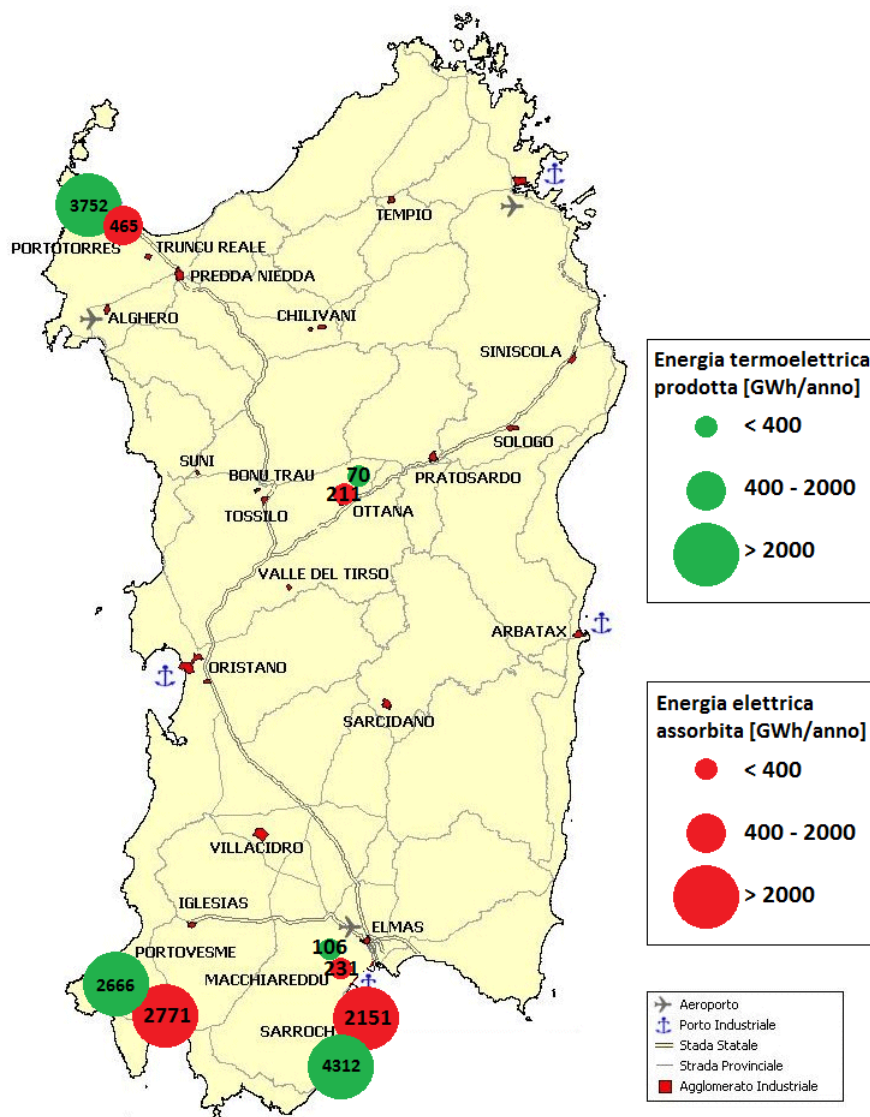 3752
465
PORTOTORRES
TRUNCU REALE
PREDDA NIEDDA
TEMPIO
ALGHERO
CHILIVANI
SINISCOLA
SOLOGO
PRATOSARDO
SUNI
BONU TRAU
TOSSILO
70
211
OTTANA
VALLE DEL TIRSO
ARBATAX
ORISTANO
SARCIDANO
VILLACIDRO
IGLESIAS
ELMAS
PORTOVESME
106
MACCHIAREDDU
231
2666
2771
SARROCH
2151
4312
Energia termoelettrica
prodotta [GWh/anno]
< 400
400 - 2000
> 2000
Energia elettrica
assorbita [GWh/anno]
< 400
400 - 2000
> 2000
Aeroporto
Porto Industriale
Stada Statale
Strada Provinciale
Agglomerato Industriale